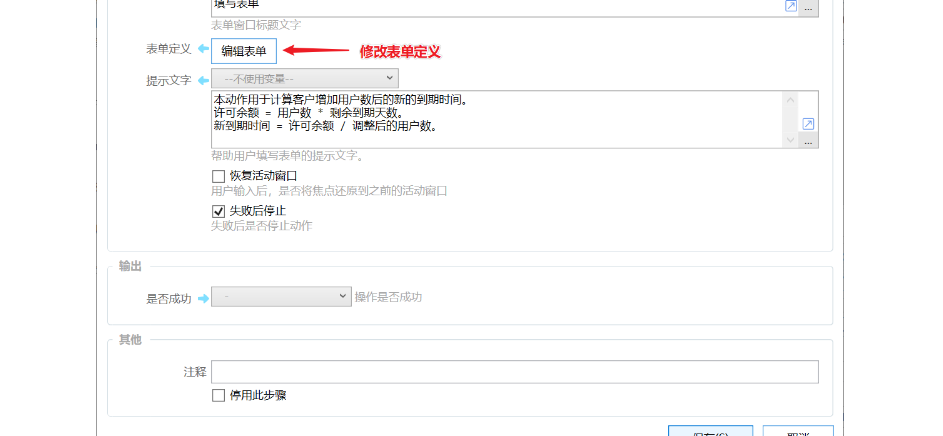 填写表单
...
表单窗口标题文字
表单定义 编辑表单 修改表单定义
提示文字 --不使用变量--
本动作用于计算客户增加用户数后的新的到期时间。
许可余额 = 用户数 * 剩余到期天数。
新到期时间 = 许可余额 / 调整后的用户数。
...
帮助用户填写表单的提示文字。
恢复活动窗口
用户输入后，是否将焦点还原到之前的活动窗口
失败后停止
失败后是否停止动作
输出
是否成功 - 操作是否成功
其他
注释
停用此步骤
保存(S) 取消